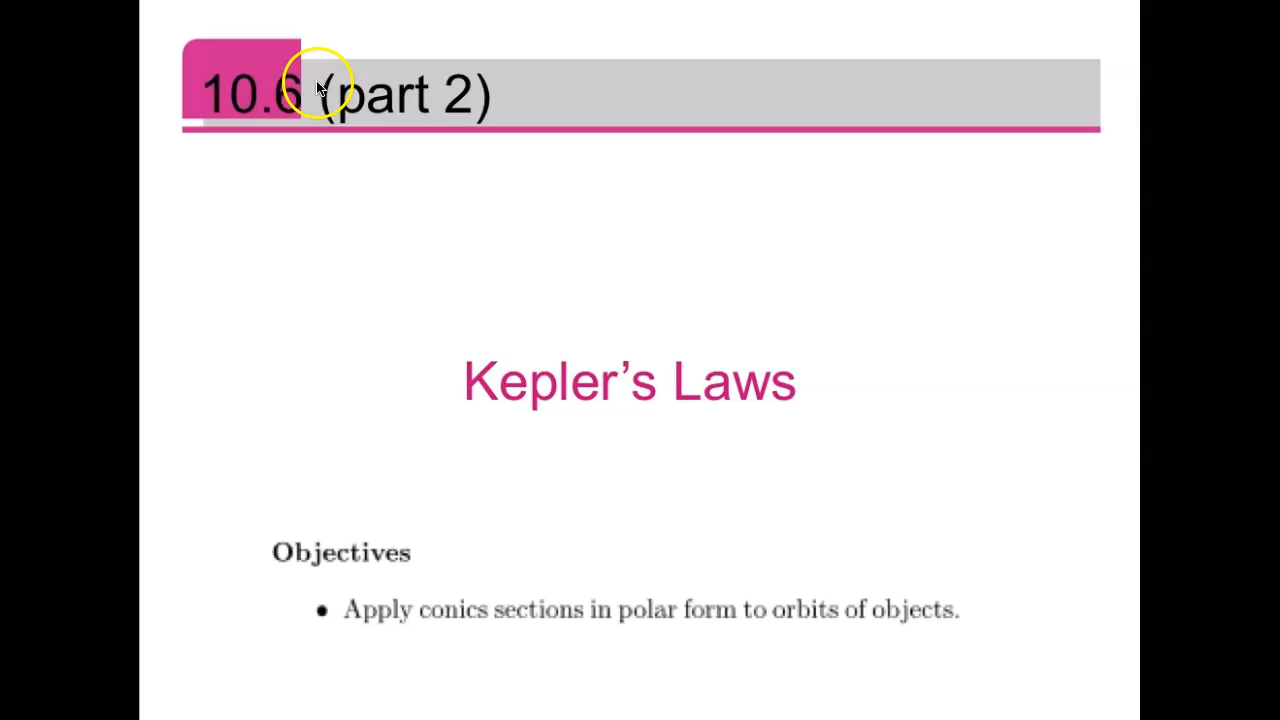 10.6 (part 2)
Kepler’s Laws
Objectives
• Apply conics sections in polar form to orbits of objects.